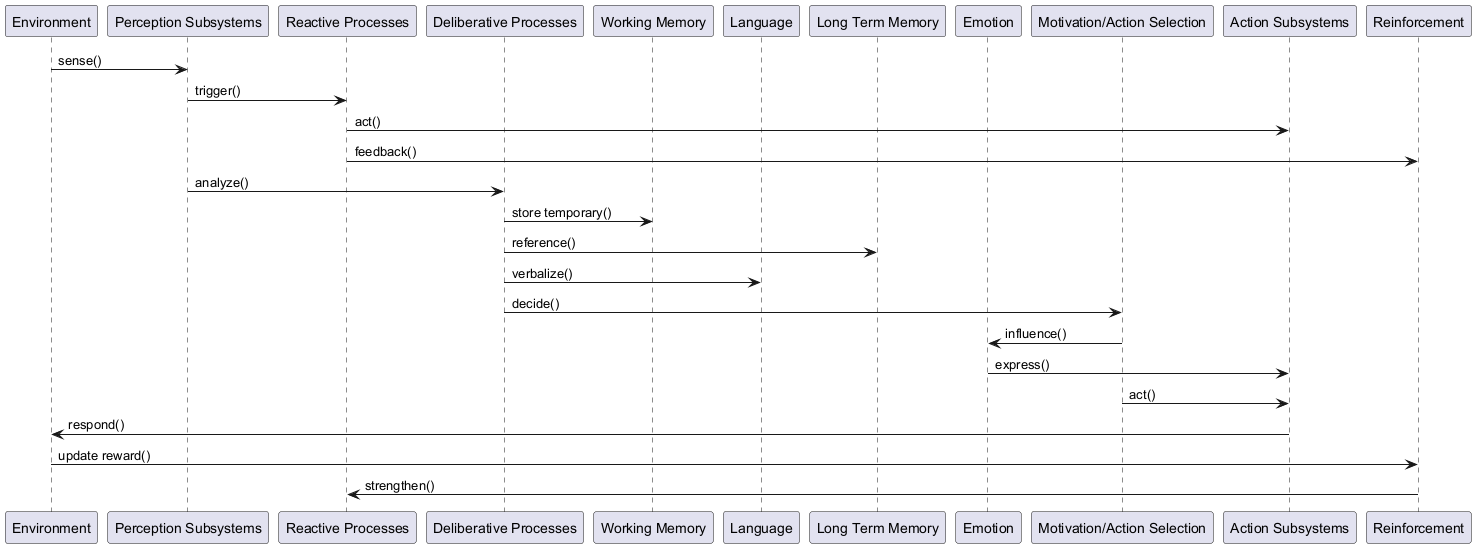 Environment
Perception Subsystems
Reactive Processes
Deliberative Processes
Working Memory
Language
Long Term Memory
Emotion
Motivation/Action Selection
Action Subsystems
Reinforcement
sense()
trigger()
act()
feedback()
analyze()
store temporary()
reference()
verbalize()
decide()
influence()
express()
act()
respond()
update reward()
strengthen()
Environment
Perception Subsystems
Reactive Processes
Deliberative Processes
Working Memory
Language
Long Term Memory
Emotion
Motivation/Action Selection
Action Subsystems
Reinforcement